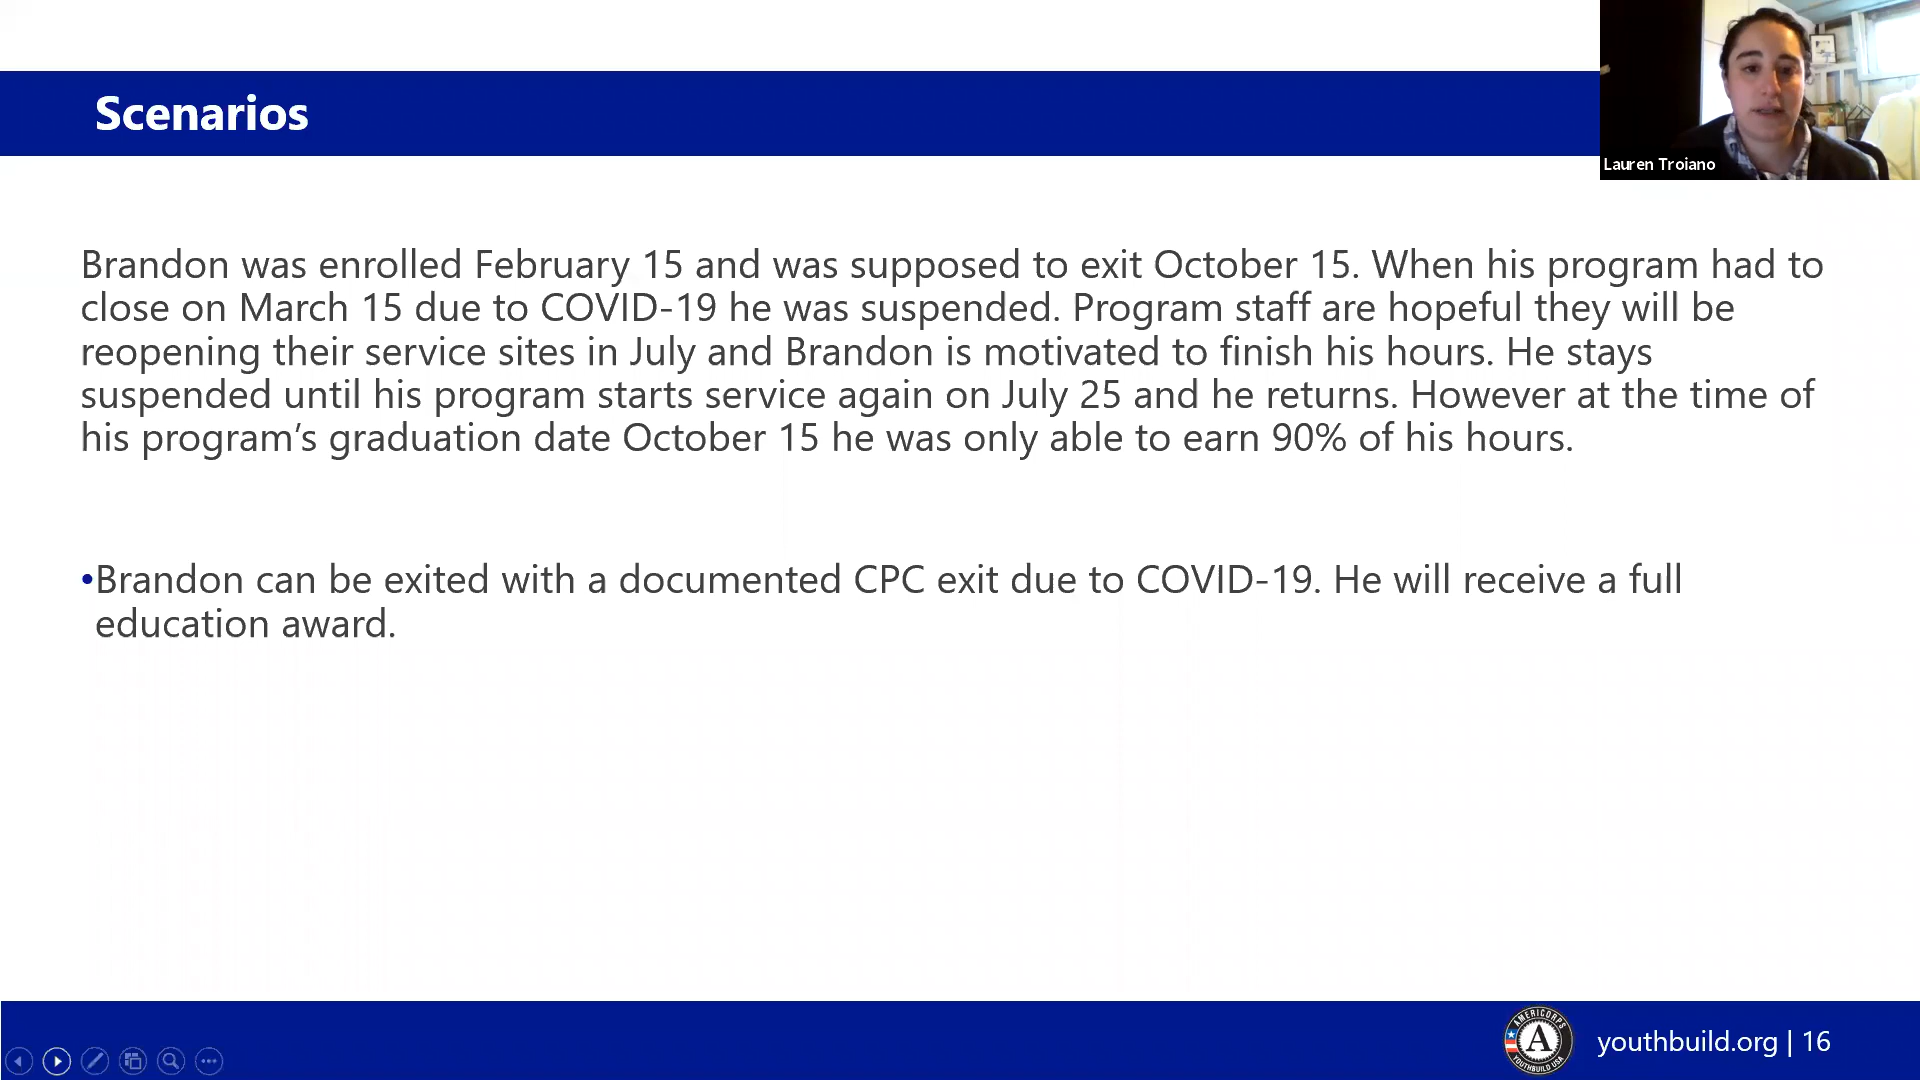 Scenarios
Lauren Troiano
Brandon was enrolled February 15 and was supposed to exit October 15. When his program had to
close on March 15 due to COVID-19 he was suspended. Program staff are hopeful they will be
reopening their service sites in July and Brandon is motivated to finish his hours. He stays
suspended until his program starts service again on July 25 and he returns. However at the time of
his program’s graduation date October 15 he was only able to earn 90% of his hours.
•Brandon can be exited with a documented CPC exit due to COVID-19. He will receive a full
education award.
AMERICORPS
A
YOUTHBUILD USA
youthbuild.org | 16